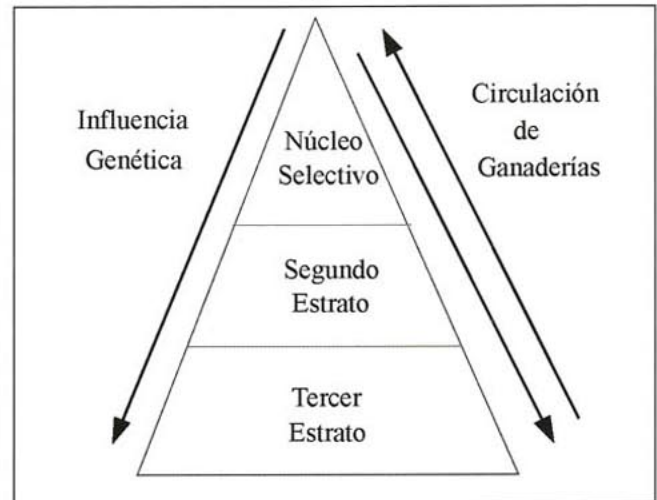 Influencia
Genética
Núcleo
Selectivo
Segundo
Estrato
Tercer
Estrato
Circulación
de
Ganaderías